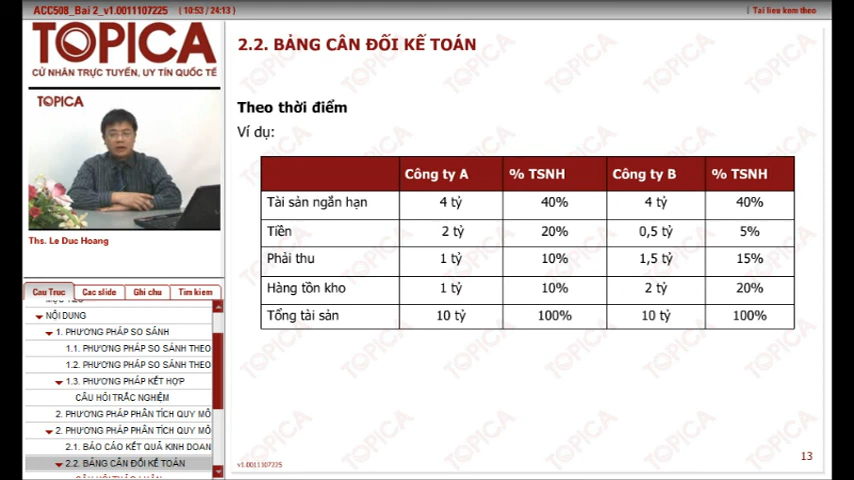 ACC508_Bai 2_v1.0011107225 (10:53 / 24:13)
| Tai lieu kem theo
TOPICA
CỬ NHÂN TRỰC TUYẾN, UY TÍN QUỐC TẾ
TOPICA
Ths. Le Duc Hoang
Cau Truc
Cac slide
Ghi chu
Tim kiem
NỘI DUNG
1. PHƯƠNG PHÁP SO SÁNH
1.1. PHƯƠNG PHÁP SO SÁNH THEO
1.2. PHƯƠNG PHÁP SO SÁNH THEO
1.3. PHƯƠNG PHÁP KẾT HỢP
CÂU HỎI TRẮC NGHIỆM
2. PHƯƠNG PHÁP PHÂN TÍCH QUY MÔ
2. PHƯƠNG PHÁP PHÂN TÍCH QUY MÔ
2.1. BÁO CÁO KẾT QUẢ KINH DOAN
2.2. BẢNG CÂN ĐỐI KẾ TOÁN
2.2. BẢNG CÂN ĐỐI KẾ TOÁN
Theo thời điểm
Ví dụ:
Công ty A % TSNH Công ty B % TSNH
Tài sản ngắn hạn 4 tỷ 40% 4 tỷ 40%
Tiền 2 tỷ 20% 0,5 tỷ 5%
Phải thu 1 tỷ 10% 1,5 tỷ 15%
Hàng tồn kho 1 tỷ 10% 2 tỷ 20%
Tổng tài sản 10 tỷ 100% 10 tỷ 100%
v1.0011107225
13